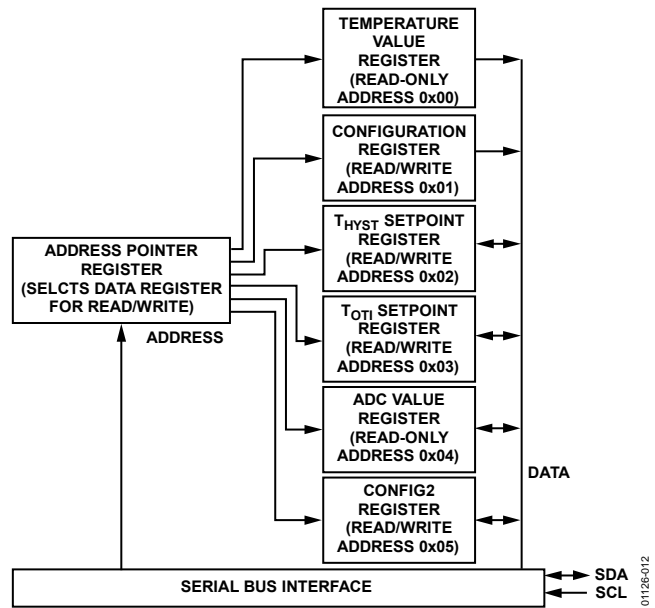 TEMPERATURE
VALUE
REGISTER
(READ-ONLY
ADDRESS 0x00)
CONFIGURATION
REGISTER
(READ/WRITE
ADDRESS 0x01)
THYST SETPOINT
REGISTER
(READ/WRITE
ADDRESS 0x02)
ADDRESS POINTER
REGISTER
(SELCTS DATA REGISTER
FOR READ/WRITE)
ADDRESS
TOTI SETPOINT
REGISTER
(READ/WRITE
ADDRESS 0x03)
ADC VALUE
REGISTER
(READ-ONLY
ADDRESS 0x04)
DATA
CONFIG2
REGISTER
(READ/WRITE
ADDRESS 0x05)
SERIAL BUS INTERFACE
SDA
SCL
01126-012